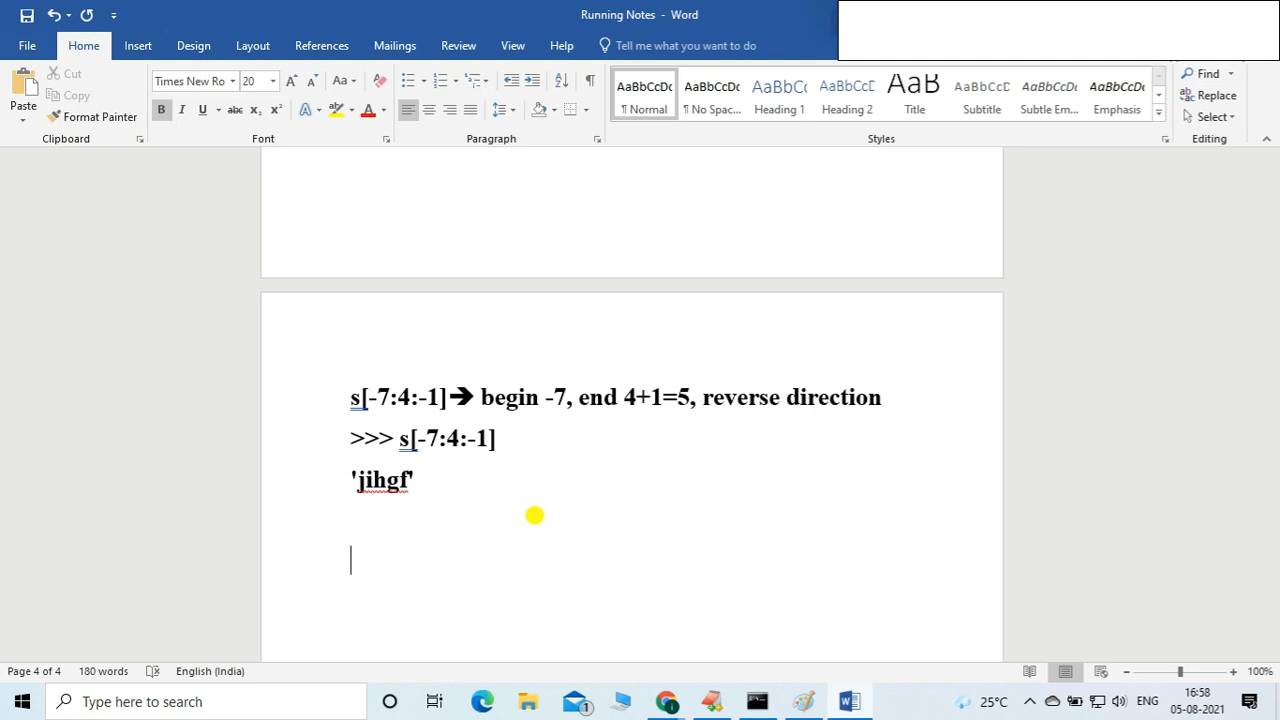 Running Notes - Word
File Home Insert Design Layout References Mailings Review View Help Tell me what you want to do
Paste
Cut
Copy
Format Painter
Clipboard
Times New Ro 20
Font
Paragraph
AaBbCcDc AaBbCcDc AaBbCc AaBbCcD AaB AaBbCcD AaBbCcDc AaBbCcDc
¶ Normal ¶ No Spac... Heading 1 Heading 2 Title Subtitle Subtle Em... Emphasis
Styles
Find
Replace
Select
Editing
s[-7:4:-1]➔ begin -7, end 4+1=5, reverse direction
>>> s[-7:4:-1]
'jihgf'
Page 4 of 4 180 words English (India) 100%
Type here to search
25°C ENG
16:58
05-08-2021